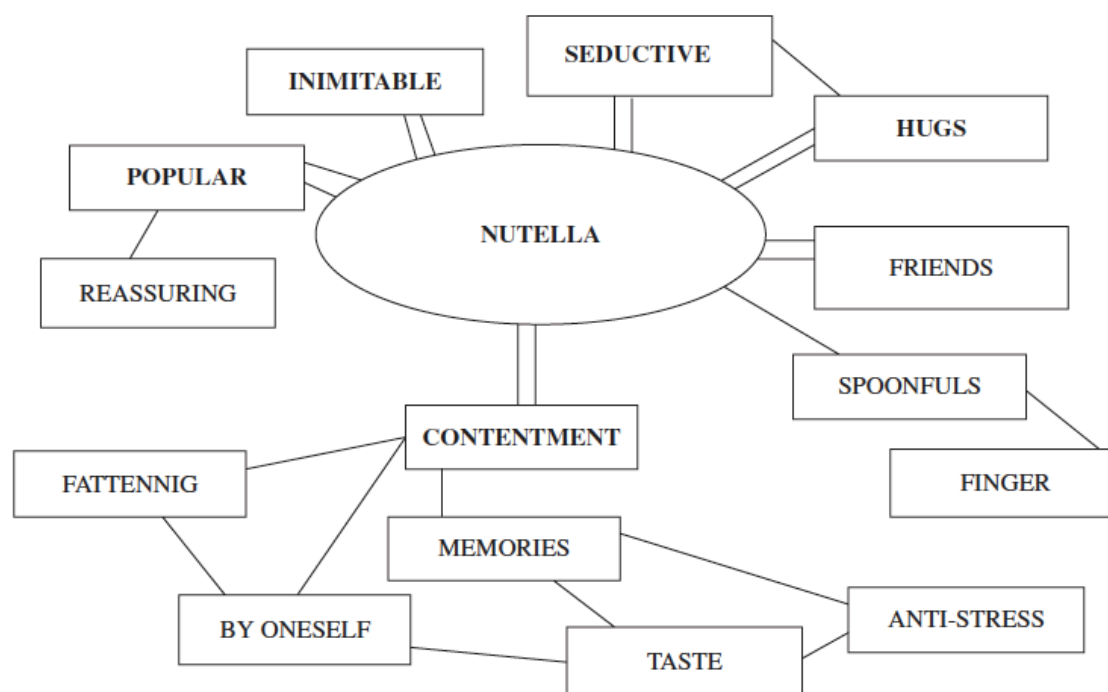 SEDUCTIVE
INIMITABLE
HUGS
POPULAR
NUTELLA
FRIENDS
REASSURING
SPOONFULS
CONTENTMENT
FATTENNIG
FINGER
MEMORIES
BY ONESELF
ANTI-STRESS
TASTE